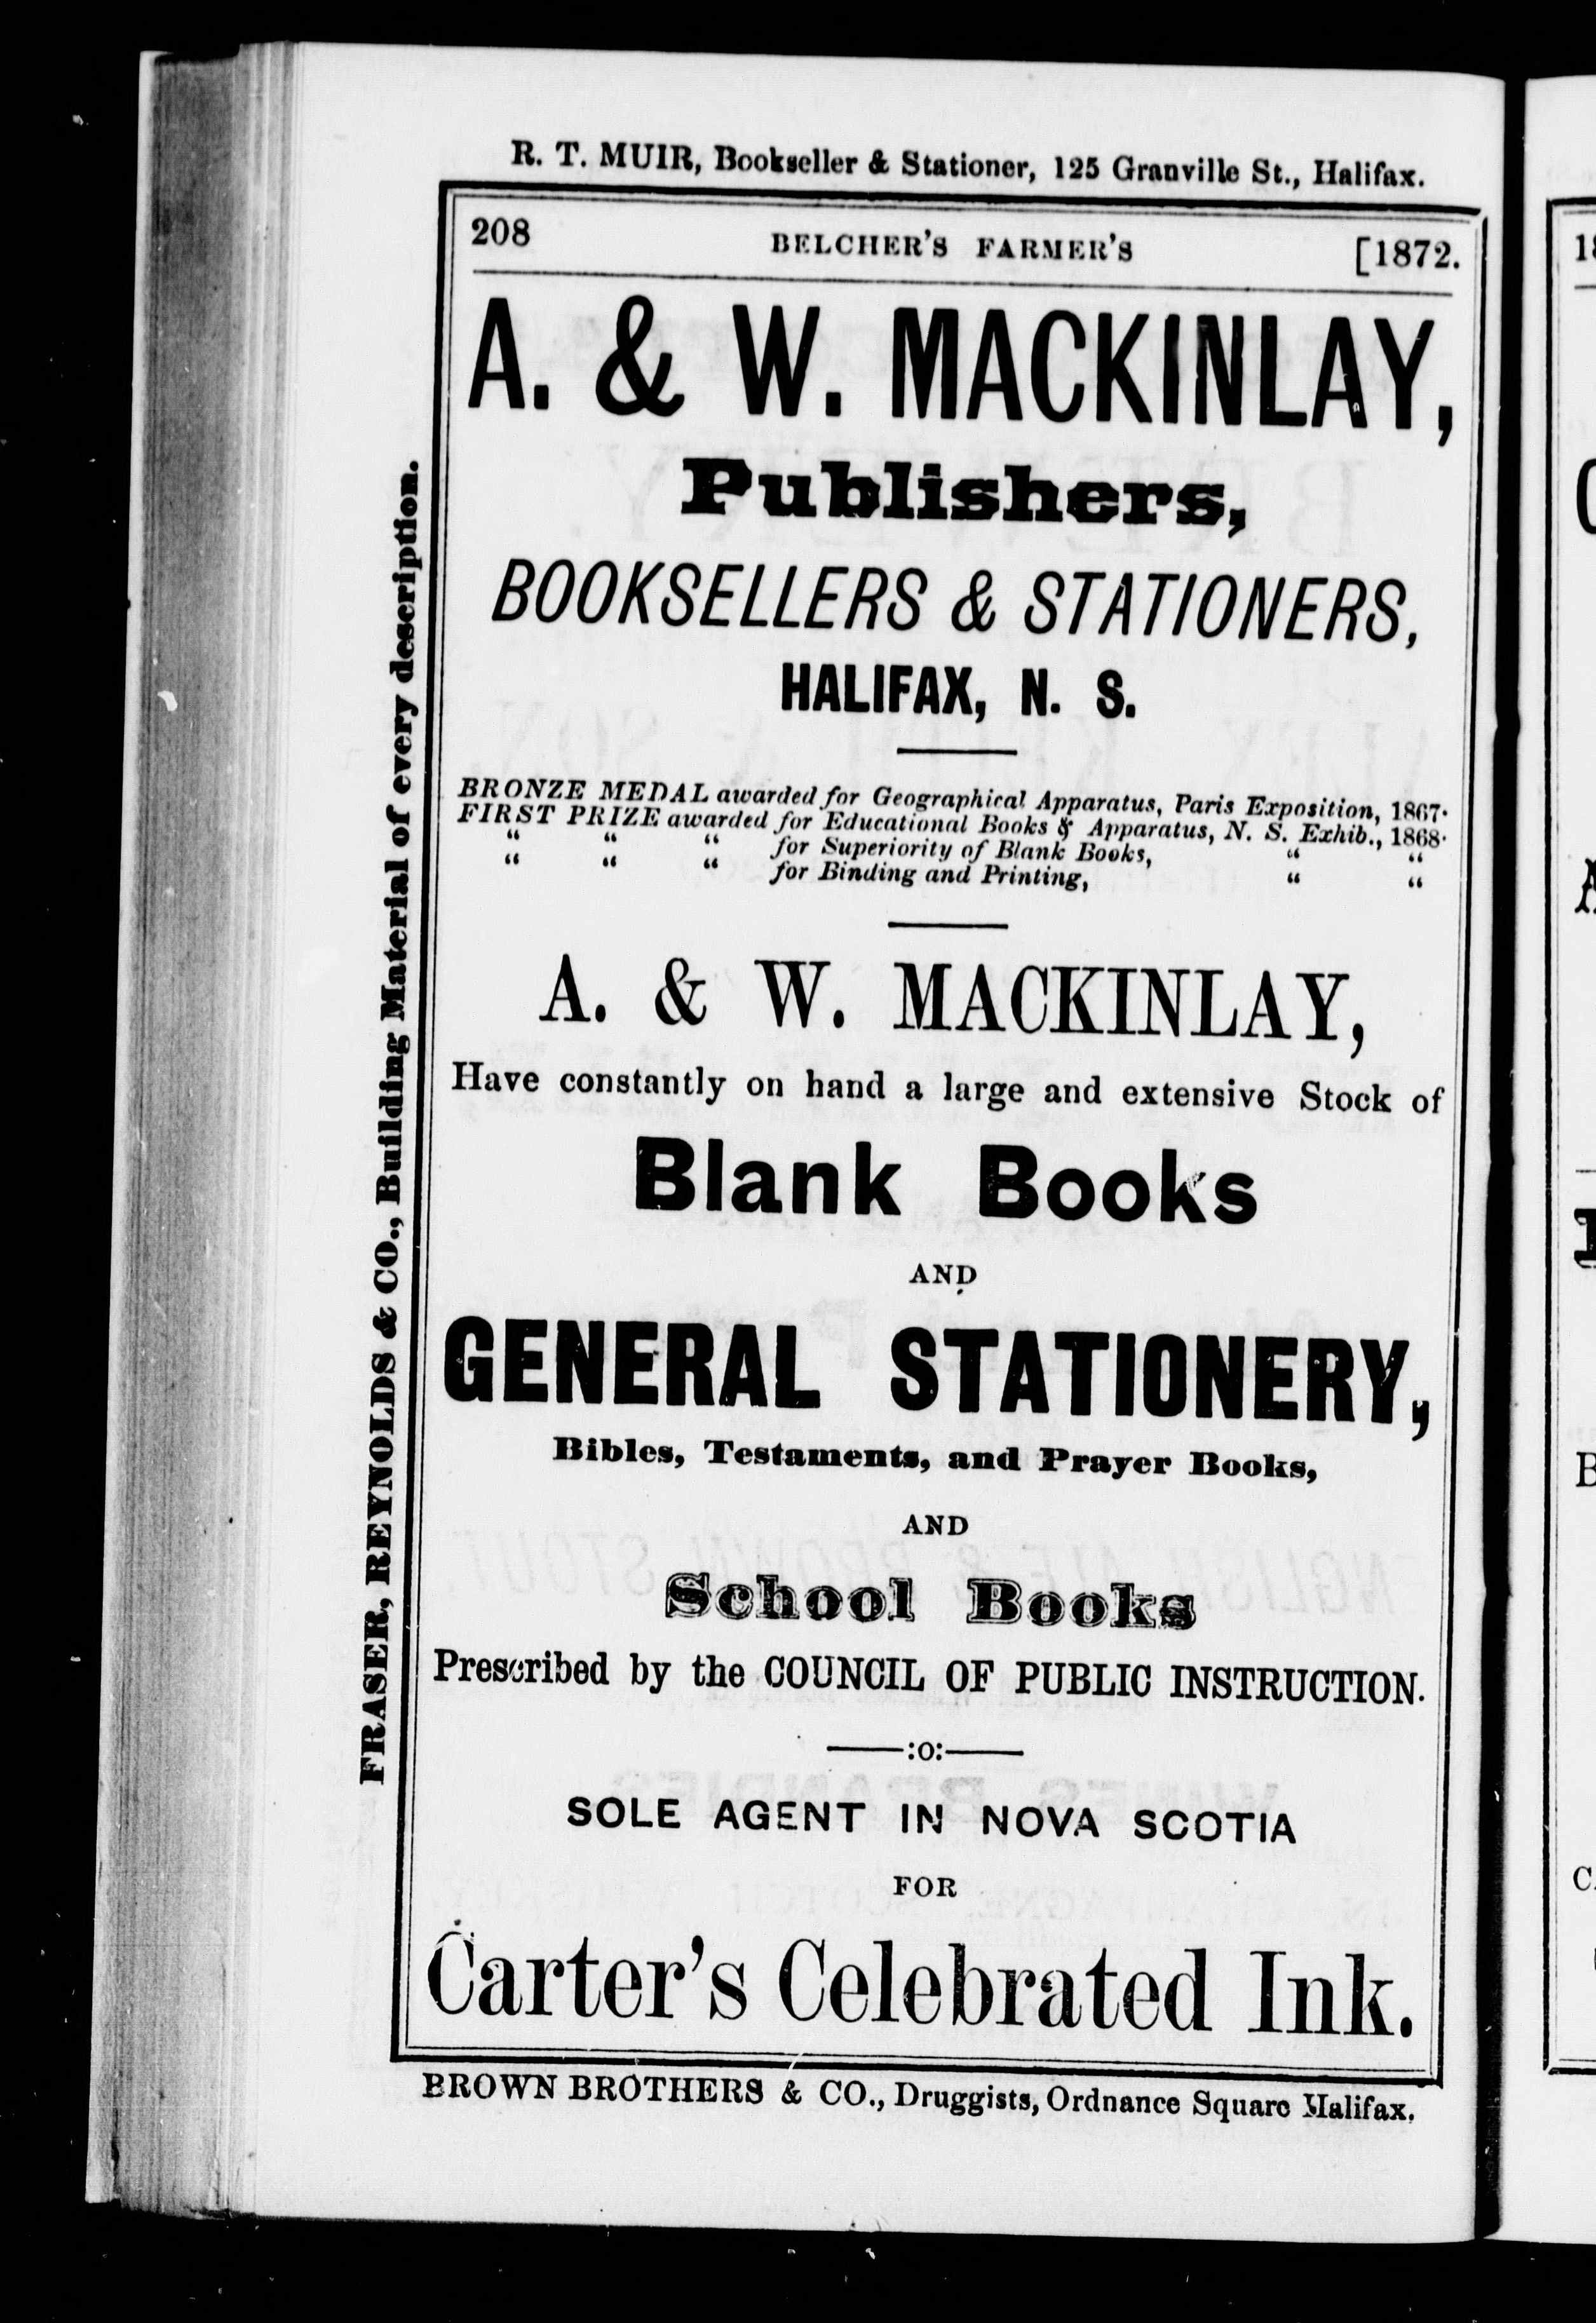 R. T. MUIR, Bookseller & Stationer, 125 Granville St., Halifax.
208 BELCHER'S FARMER'S [1872.
A. & W. MACKINLAY,
Publishers,
BOOKSELLERS & STATIONERS,
HALIFAX, N. S.
BRONZE MEDAL awarded for Geographical Apparatus, Paris Exposition, 1867.
FIRST PRIZE awarded for Educational Books & Apparatus, N. S. Exhib., 1868.
“ “ “ for Superiority of Blank Books, “ “
“ “ “ for Binding and Printing, “ “
A. & W. MACKINLAY,
Have constantly on hand a large and extensive Stock of
Blank Books
AND
GENERAL STATIONERY,
Bibles, Testaments, and Prayer Books,
AND
School Books
Prescribed by the COUNCIL OF PUBLIC INSTRUCTION.
——:o:——
SOLE AGENT IN NOVA SCOTIA
FOR
Carter's Celebrated Ink.
BROWN BROTHERS & CO., Druggists, Ordnance Square Halifax.
FRASER, REYNOLDS & CO., Building Material of every description.